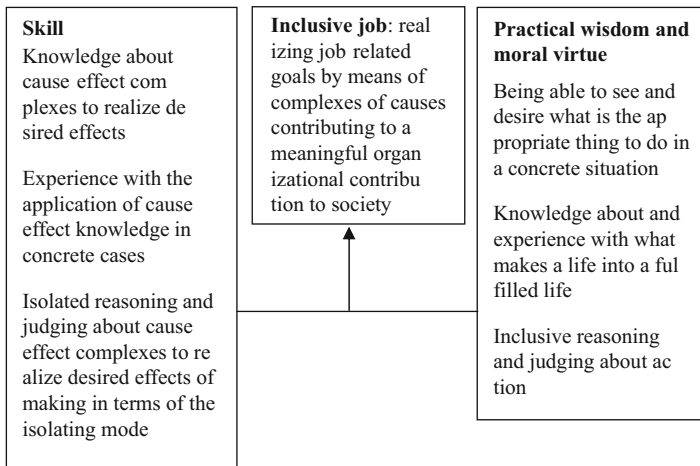 Skill
Knowledge about
cause effect com
plexes to realize de
sired effects
Experience with the
application of cause
effect knowledge in
concrete cases
Isolated reasoning and
judging about cause
effect complexes to re
alize desired effects of
making in terms of the
isolating mode
Inclusive job: real
izing job related
goals by means of
complexes of causes
contributing to a
meaningful organ
izational contribu
tion to society
Practical wisdom and
moral virtue
Being able to see and
desire what is the ap
propriate thing to do in
a concrete situation
Knowledge about and
experience with what
makes a life into a ful
filled life
Inclusive reasoning
and judging about ac
tion